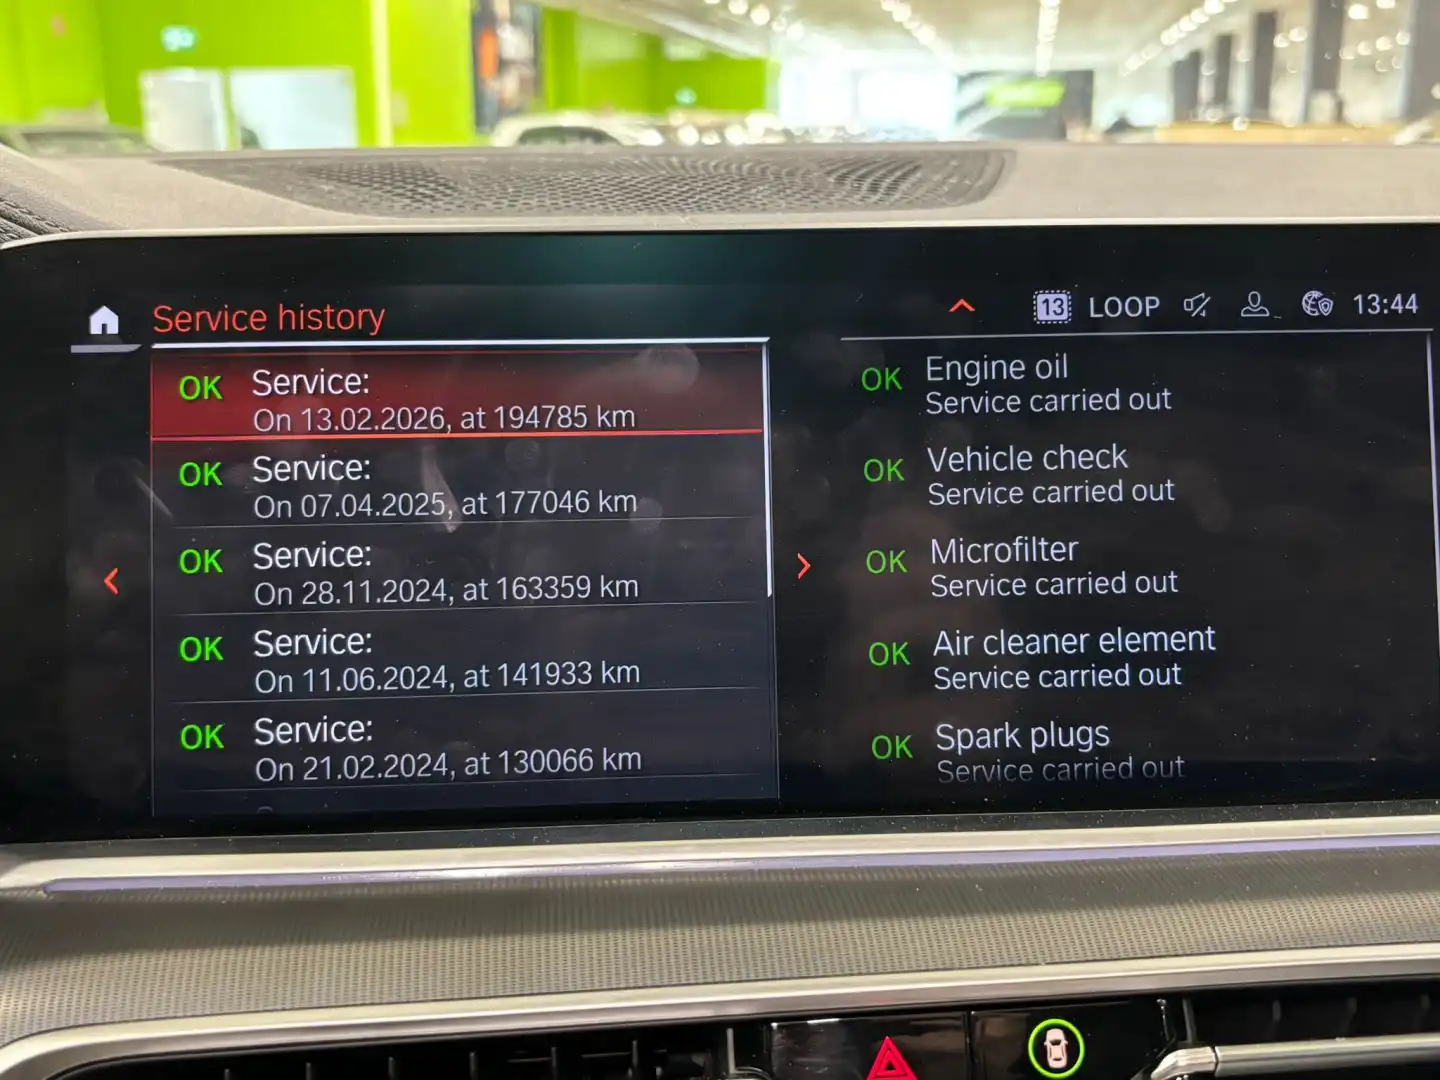 Service history
13 LOOP 13:44
OK Service:
On 13.02.2026, at 194785 km
OK Service:
On 07.04.2025, at 177046 km
OK Service:
On 28.11.2024, at 163359 km
OK Service:
On 11.06.2024, at 141933 km
OK Service:
On 21.02.2024, at 130066 km
OK Engine oil
Service carried out
OK Vehicle check
Service carried out
OK Microfilter
Service carried out
OK Air cleaner element
Service carried out
OK Spark plugs
Service carried out